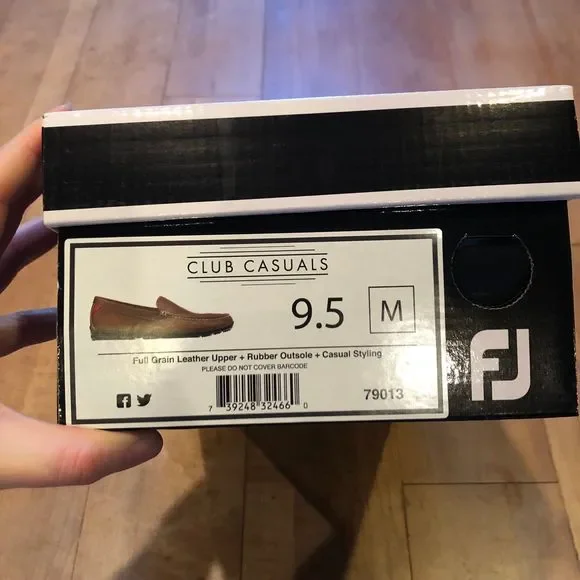 CLUB CASUALS
9.5 M
Full Grain Leather Upper + Rubber Outsole + Casual Styling
PLEASE DO NOT COVER BARCODE
7 39248 32466 0
79013
FJ